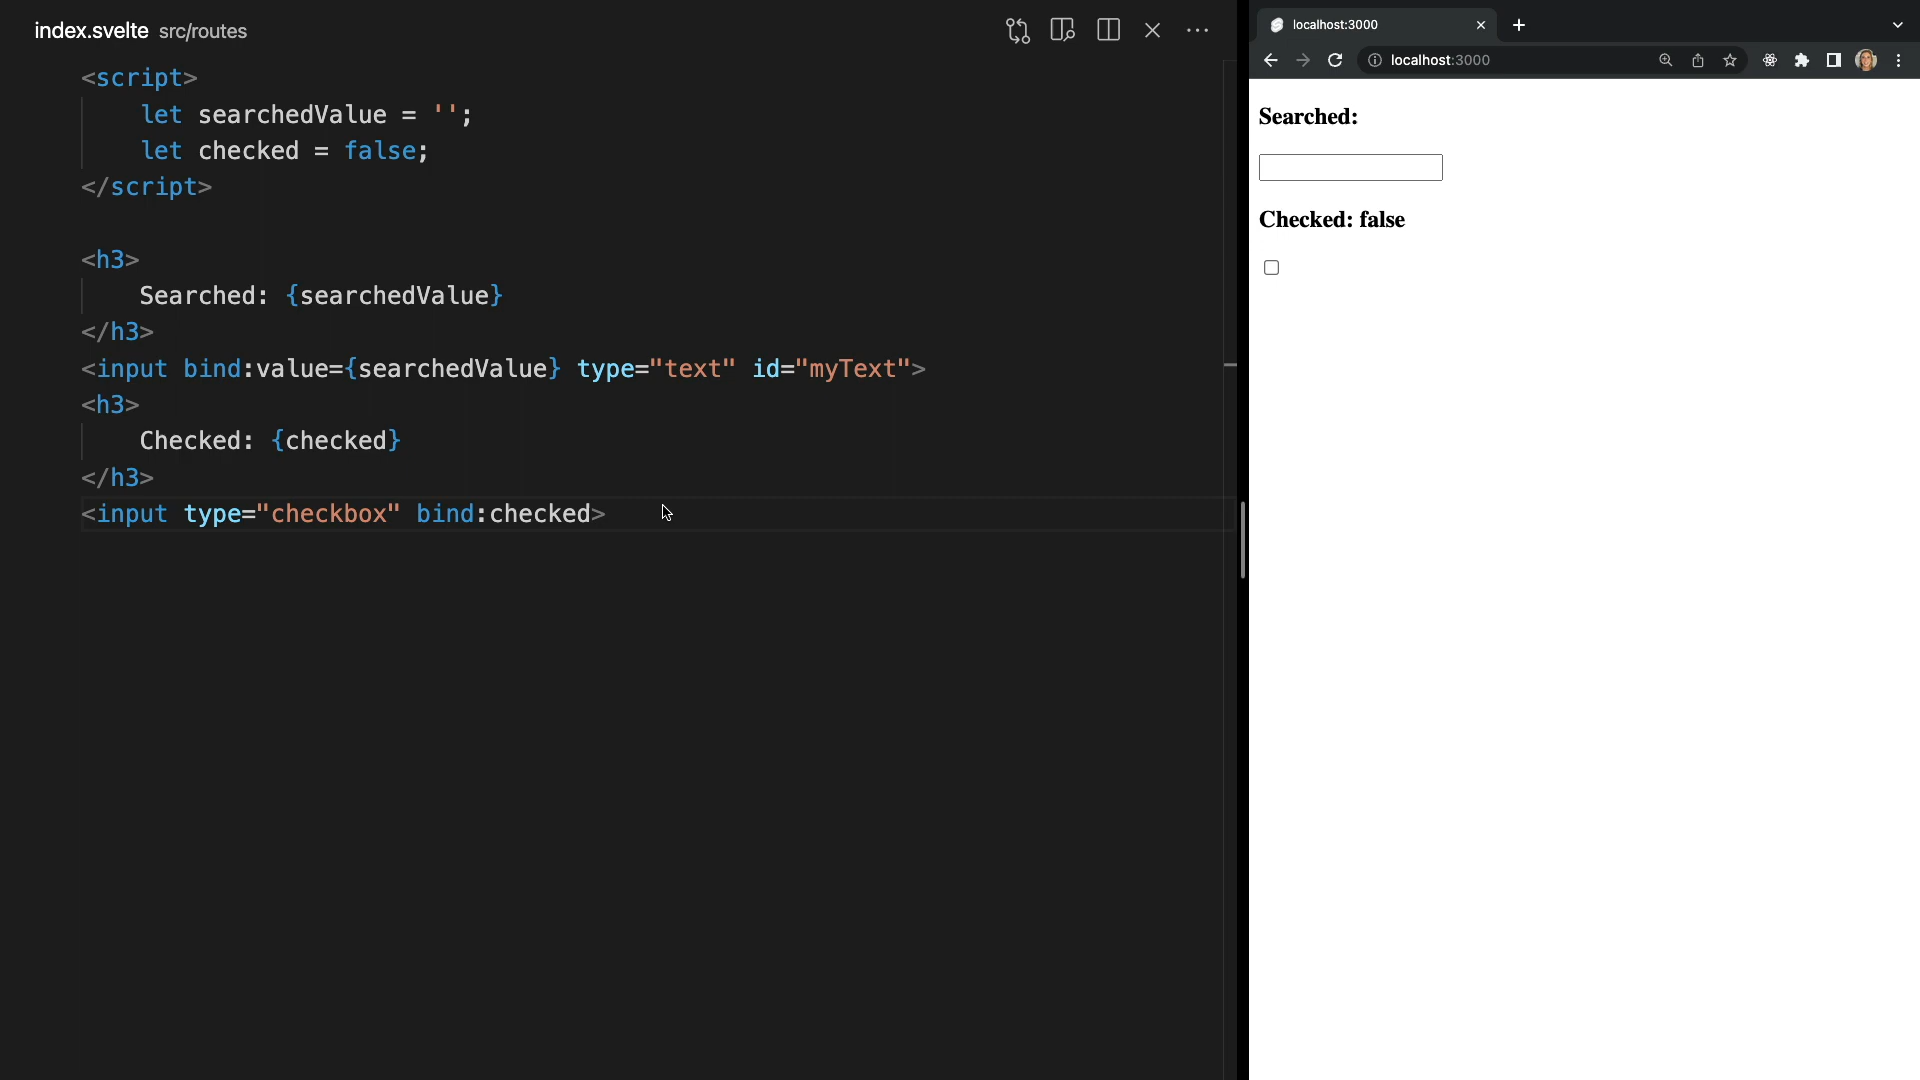 index.svelte src/routes
<script>
    let searchedValue = '';
    let checked = false;
</script>
<h3>
    Searched: {searchedValue}
</h3>
<input bind:value={searchedValue} type="text" id="myText">
<h3>
    Checked: {checked}
</h3>
<input type="checkbox" bind:checked>
localhost:3000
localhost:3000
Searched:
Checked: false